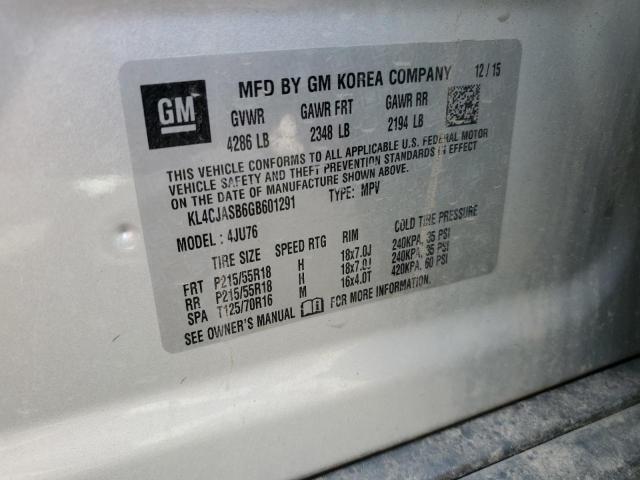 GM
MFD BY GM KOREA COMPANY 12/15
GVWR GAWR FRT GAWR RR
4286 LB 2348 LB 2194 LB
THIS VEHICLE CONFORMS TO ALL APPLICABLE U.S. FEDERAL MOTOR
VEHICLE SAFETY AND THEFT PREVENTION STANDARDS IN EFFECT
ON THE DATE OF MANUFACTURE SHOWN ABOVE.
KL4CJASB6GB601291 TYPE: MPV
MODEL: 4JU76
TIRE SIZE SPEED RTG RIM COLD TIRE PRESSURE
FRT P215/55R18 H 18x7.0J 240KPA, 35 PSI
RR P215/55R18 H 18x7.0J 240KPA, 35 PSI
SPA T125/70R16 M 16x4.0T 420KPA, 60 PSI
SEE OWNER'S MANUAL FOR MORE INFORMATION.